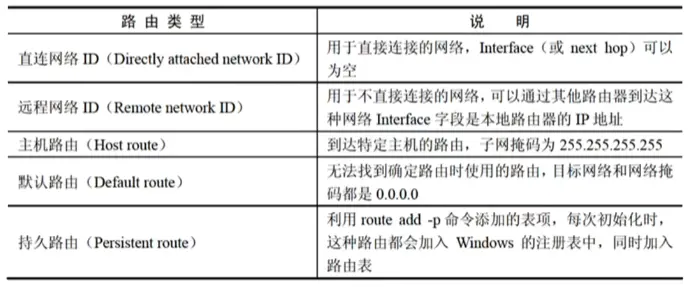 路由类型 说 明
直连网络 ID（Directly attached network ID） 用于直接连接的网络，Interface（或 next hop）可以
为空
远程网络 ID（Remote network ID） 用于不直接连接的网络，可以通过其他路由器到达这
种网络 Interface 字段是本地路由器的 IP 地址
主机路由（Host route） 到达特定主机的路由，子网掩码为 255.255.255.255
默认路由（Default route） 无法找到确定路由时使用的路由，目标网络和网络掩
码都是 0.0.0.0
持久路由（Persistent route） 利用 route add -p 命令添加的表项，每次初始化时，
这种路由都会加入 Windows 的注册表中，同时加入
路由表